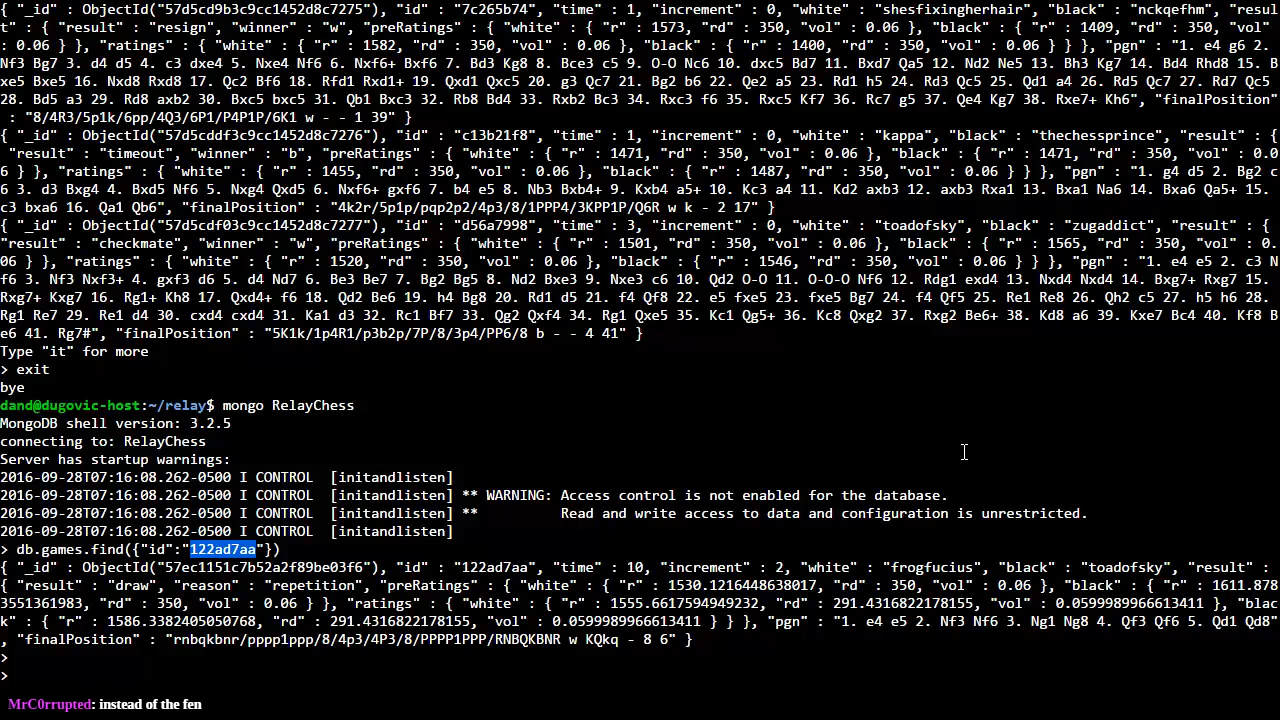 { "_id" : ObjectId("57d5cd9b3c9cc1452d8c7275"), "id" : "7c265b74", "time" : 1, "increment" : 0, "white" : "shesfixingherhair", "black" : "nckqefhm", "resul
t" : { "result" : "resign", "winner" : "w", "preRatings" : { "white" : { "r" : 1573, "rd" : 350, "vol" : 0.06 }, "black" : { "r" : 1409, "rd" : 350, "vol"
: 0.06 } }, "ratings" : { "white" : { "r" : 1582, "rd" : 350, "vol" : 0.06 }, "black" : { "r" : 1400, "rd" : 350, "vol" : 0.06 } } }, "pgn" : "1. e4 g6 2.
Nf3 Bg7 3. d4 d5 4. c3 dxe4 5. Nxe4 Nf6 6. Nxf6+ Bxf6 7. Bd3 Kg8 8. Bce3 c5 9. O-O Nc6 10. dxc5 Bd7 11. Bxd7 Qa5 12. Nd2 Ne5 13. Bh3 Kg7 14. Bd4 Rhd8 15. B
xe5 Bxe5 16. Nxd8 Rxd8 17. Qc2 Bf6 18. Rfd1 Rxd1+ 19. Qxd1 Qxc5 20. g3 Qc7 21. Bg2 b6 22. Qe2 a5 23. Rd1 h5 24. Rd3 Qc5 25. Qd1 a4 26. Rd5 Qc7 27. Rd7 Qc5
28. Bd5 a3 29. Rd8 axb2 30. Bxc5 bxc5 31. Qb1 Bxc3 32. Rb8 Bd4 33. Rxb2 Bc3 34. Rxc3 f6 35. Rxc5 Kf7 36. Rc7 g5 37. Qe4 Kg7 38. Rxe7+ Kh6", "finalPosition"
: "8/4R3/5p1k/6pp/4Q3/6P1/P4P1P/6K1 w - - 1 39" }
{ "_id" : ObjectId("57d5cddf3c9cc1452d8c7276"), "id" : "c13b21f8", "time" : 1, "increment" : 0, "white" : "kappa", "black" : "thechessprince", "result" : {
"result" : "timeout", "winner" : "b", "preRatings" : { "white" : { "r" : 1471, "rd" : 350, "vol" : 0.06 }, "black" : { "r" : 1471, "rd" : 350, "vol" : 0.0
6 } }, "ratings" : { "white" : { "r" : 1455, "rd" : 350, "vol" : 0.06 }, "black" : { "r" : 1487, "rd" : 350, "vol" : 0.06 } } }, "pgn" : "1. g4 d5 2. Bg2 c
6 3. d3 Bxg4 4. Bxd5 Nf6 5. Nxg4 Qxd5 6. Nxf6+ gxf6 7. b4 e5 8. Nb3 Bxb4+ 9. Kxb4 a5+ 10. Kc3 a4 11. Kd2 axb3 12. axb3 Rxa1 13. Bxa1 Na6 14. Bxa6 Qa5+ 15.
c3 bxa6 16. Qa1 Qb6", "finalPosition" : "4k2r/5p1p/pqp2p2/4p3/8/1PPP4/3KPP1P/Q6R w k - 2 17" }
{ "_id" : ObjectId("57d5cdf03c9cc1452d8c7277"), "id" : "d56a7998", "time" : 3, "increment" : 0, "white" : "toadofsky", "black" : "zugaddict", "result" : {
"result" : "checkmate", "winner" : "w", "preRatings" : { "white" : { "r" : 1501, "rd" : 350, "vol" : 0.06 }, "black" : { "r" : 1565, "rd" : 350, "vol" : 0.
06 } }, "ratings" : { "white" : { "r" : 1520, "rd" : 350, "vol" : 0.06 }, "black" : { "r" : 1546, "rd" : 350, "vol" : 0.06 } } }, "pgn" : "1. e4 e5 2. c3 N
f6 3. Nf3 Nxf3+ 4. gxf3 d6 5. d4 Nd7 6. Be3 Be7 7. Bg2 Bg5 8. Nd2 Bxe3 9. Nxe3 c6 10. Qd2 O-O 11. O-O-O Nf6 12. Rdg1 exd4 13. Nxd4 Nxd4 14. Bxg7+ Rxg7 15.
Rxg7+ Kxg7 16. Rg1+ Kh8 17. Qxd4+ f6 18. Qd2 Be6 19. h4 Bg8 20. Rd1 d5 21. f4 Qf8 22. e5 fxe5 23. fxe5 Bg7 24. f4 Qf5 25. Re1 Re8 26. Qh2 c5 27. h5 h6 28.
Rg1 Re7 29. Re1 d4 30. cxd4 cxd4 31. Ka1 d3 32. Rc1 Bf7 33. Qg2 Qxf4 34. Rg1 Qxe5 35. Kc1 Qg5+ 36. Kc8 Qxg2 37. Rxg2 Be6+ 38. Kd8 a6 39. Kxe7 Bc4 40. Kf8 B
e6 41. Rg7#", "finalPosition" : "5K1k/1p4R1/p3b2p/7P/8/3p4/PP6/8 b - - 4 41" }
Type "it" for more
> exit
bye
dand@dugovic-host:~/relay$ mongo RelayChess
MongoDB shell version: 3.2.5
connecting to: RelayChess
Server has startup warnings:
2016-09-28T07:16:08.262-0500 I CONTROL  [initandlisten]
2016-09-28T07:16:08.262-0500 I CONTROL  [initandlisten] ** WARNING: Access control is not enabled for the database.
2016-09-28T07:16:08.262-0500 I CONTROL  [initandlisten] **          Read and write access to data and configuration is unrestricted.
2016-09-28T07:16:08.262-0500 I CONTROL  [initandlisten]
> db.games.find({"id":"122ad7aa"})
{ "_id" : ObjectId("57ec1151c7b52a2f89be03f6"), "id" : "122ad7aa", "time" : 10, "increment" : 2, "white" : "frogfucius", "black" : "toadofsky", "result" :
{ "result" : "draw", "reason" : "repetition", "preRatings" : { "white" : { "r" : 1530.1216448638017, "rd" : 350, "vol" : 0.06 }, "black" : { "r" : 1611.878
3551361983, "rd" : 350, "vol" : 0.06 } }, "ratings" : { "white" : { "r" : 1555.6617594949232, "rd" : 291.4316822178155, "vol" : 0.0599989966613411 }, "blac
k" : { "r" : 1586.3382405050768, "rd" : 291.4316822178155, "vol" : 0.0599989966613411 } } }, "pgn" : "1. e4 e5 2. Nf3 Nf6 3. Ng1 Ng8 4. Qf3 Qf6 5. Qd1 Qd8"
, "finalPosition" : "rnbqkbnr/pppp1ppp/8/4p3/4P3/8/PPPP1PPP/RNBQKBNR w KQkq - 8 6" }
>
>
MrC0rrupted: instead of the fen